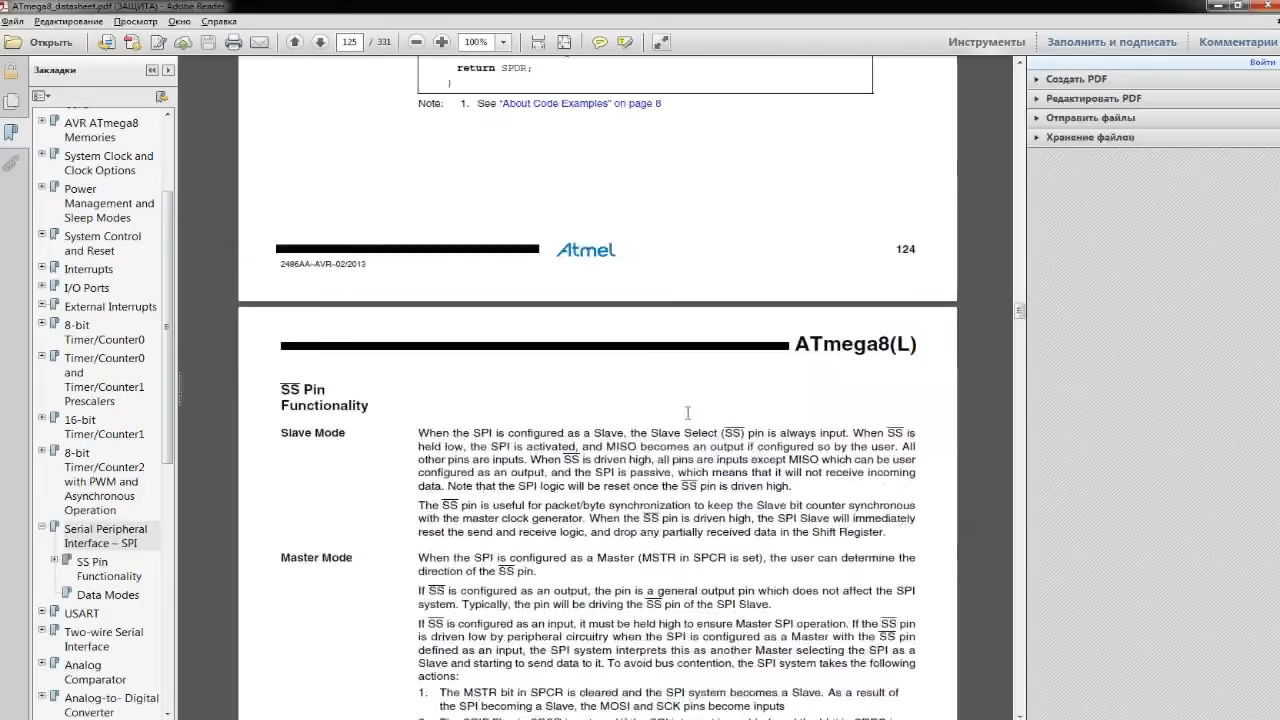 ATmega8_datasheet.pdf (ЗАЩИТА) - Adobe Reader
Файл Редактирование Просмотр Окно Справка
Открыть 125 / 331 100% Инструменты Заполнить и подписать Комментарии
Войти
Закладки
AVR ATmega8
Memories
System Clock and
Clock Options
Power
Management and
Sleep Modes
System Control
and Reset
Interrupts
I/O Ports
External Interrupts
8-bit
Timer/Counter0
Timer/Counter0
and
Timer/Counter1
Prescalers
16-bit
Timer/Counter1
8-bit
Timer/Counter2
with PWM and
Asynchronous
Operation
Serial Peripheral
Interface – SPI
SS Pin
Functionality
Data Modes
USART
Two-wire Serial
Interface
Analog
Comparator
Analog-to- Digital
Converter
return SPDR;
}
Note: 1. See "About Code Examples" on page 8
Atmel 124
2486AA–AVR–02/2013
ATmega8(L)
SS Pin
Functionality
Slave Mode When the SPI is configured as a Slave, the Slave Select (SS) pin is always input. When SS is
held low, the SPI is activated, and MISO becomes an output if configured so by the user. All
other pins are inputs. When SS is driven high, all pins are inputs except MISO which can be user
configured as an output, and the SPI is passive, which means that it will not receive incoming
data. Note that the SPI logic will be reset once the SS pin is driven high.
The SS pin is useful for packet/byte synchronization to keep the Slave bit counter synchronous
with the master clock generator. When the SS pin is driven high, the SPI Slave will immediately
reset the send and receive logic, and drop any partially received data in the Shift Register.
Master Mode When the SPI is configured as a Master (MSTR in SPCR is set), the user can determine the
direction of the SS pin.
If SS is configured as an output, the pin is a general output pin which does not affect the SPI
system. Typically, the pin will be driving the SS pin of the SPI Slave.
If SS is configured as an input, it must be held high to ensure Master SPI operation. If the SS pin
is driven low by peripheral circuitry when the SPI is configured as a Master with the SS pin
defined as an input, the SPI system interprets this as another Master selecting the SPI as a
Slave and starting to send data to it. To avoid bus contention, the SPI system takes the following
actions:
1. The MSTR bit in SPCR is cleared and the SPI system becomes a Slave. As a result of
the SPI becoming a Slave, the MOSI and SCK pins become inputs
Создать PDF
Редактировать PDF
Отправить файлы
Хранение файлов